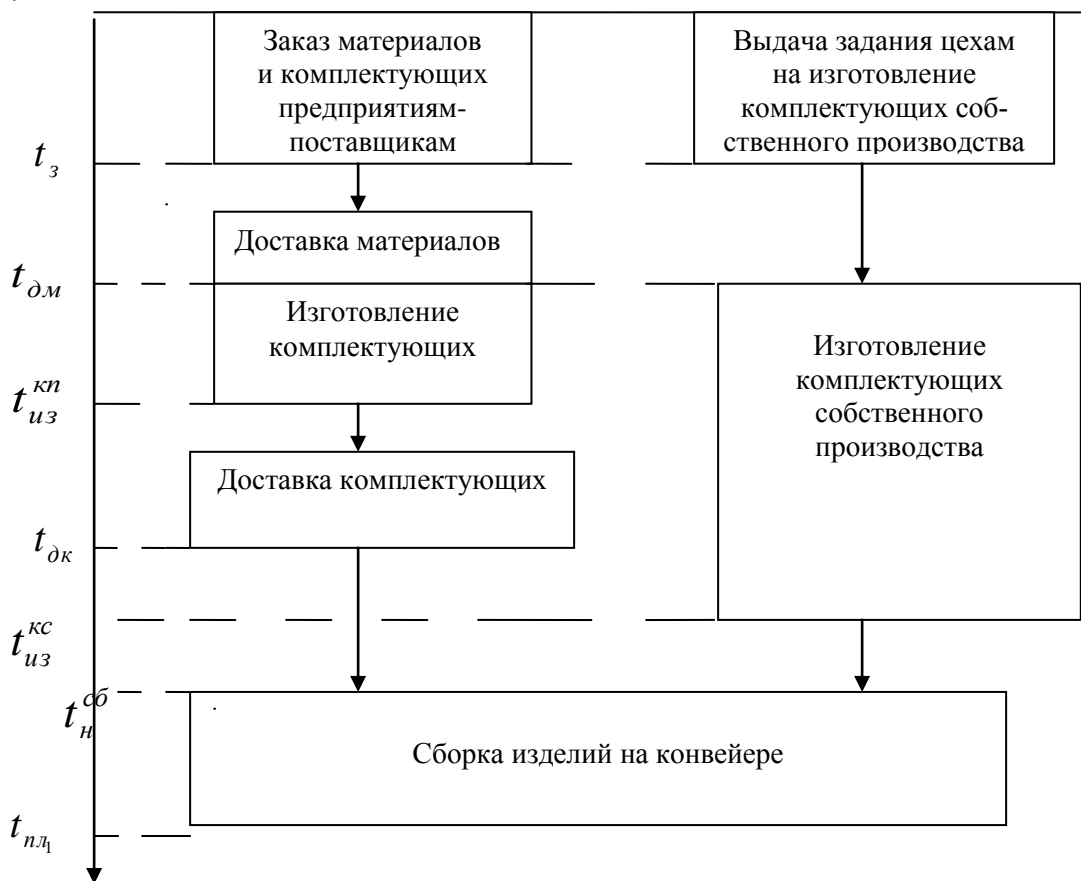 Заказ материалов
и комплектующих
предприятиям-
поставщикам
Выдача задания цехам
на изготовление
комплектующих соб-
ственного производства
t_з
Доставка материалов
t_дм
Изготовление
комплектующих
Изготовление
комплектующих
собственного
производства
t_из^кп
Доставка комплектующих
t_дк
t_из^кс
t_н^сб
Сборка изделий на конвейере
t_пл₁